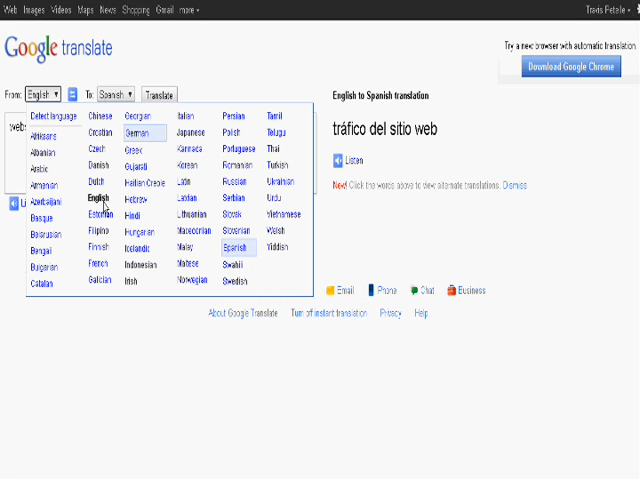 Web Images Videos Maps News Shopping Gmail more
Travis Petelle
Google translate
Try a new browser with automatic translation.
Download Google Chrome
From: English To: Spanish Translate
English to Spanish translation
tráfico del sitio web
Listen
New! Click the words above to view alternate translations. Dismiss
Detect language
Afrikaans
Albanian
Arabic
Armenian
Azerbaijani
Basque
Belarusian
Bengali
Bulgarian
Catalan
Chinese
Croatian
Czech
Danish
Dutch
English
Estonian
Filipino
Finnish
French
Galician
Georgian
German
Greek
Gujarati
Haitian Creole
Hebrew
Hindi
Hungarian
Icelandic
Indonesian
Irish
Italian
Japanese
Kannada
Korean
Latin
Latvian
Lithuanian
Macedonian
Malay
Maltese
Norwegian
Persian
Polish
Portuguese
Romanian
Russian
Serbian
Slovak
Slovenian
Spanish
Swahili
Swedish
Tamil
Telugu
Thai
Turkish
Ukrainian
Urdu
Vietnamese
Welsh
Yiddish
Email Phone Chat Business
About Google Translate Turn off instant translation Privacy Help